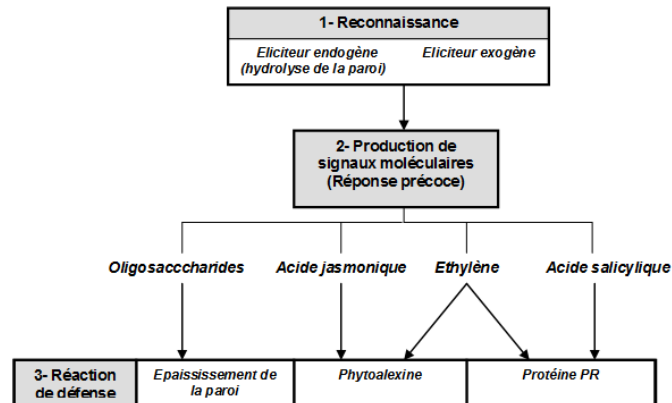 1- Reconnaissance
Eliciteur endogène Eliciteur exogène
(hydrolyse de la paroi)
2- Production de
signaux moléculaires
(Réponse précoce)
Oligosacccharides Acide jasmonique Ethylène Acide salicylique
3- Réaction
de défense
Epaississement de
la paroi
Phytoalexine
Protéine PR